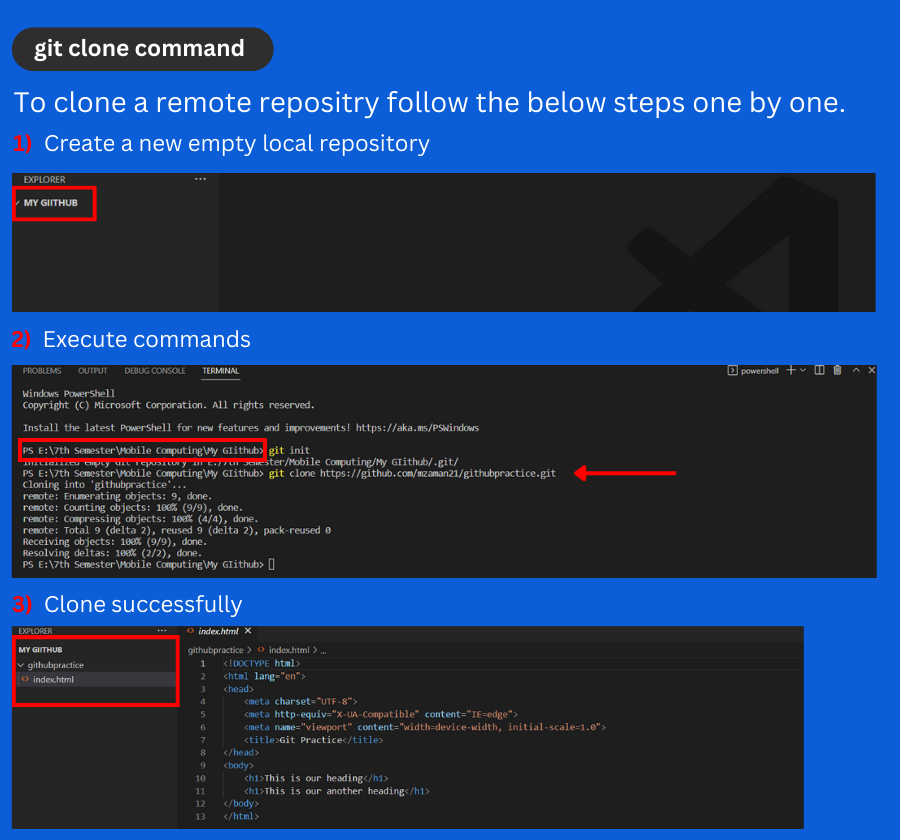 git clone command
To clone a remote repositry follow the below steps one by one.
1) Create a new empty local repository
EXPLORER ...
MY GIITHUB
2) Execute commands
PROBLEMS OUTPUT DEBUG CONSOLE TERMINAL powershell
Windows PowerShell
Copyright (C) Microsoft Corporation. All rights reserved.
Install the latest PowerShell for new features and improvements! https://aka.ms/PSWindows
PS E:\7th Semester\Mobile Computing\My GIithub> git init
Initialized empty Git repository in E:/7th Semester/Mobile Computing/My GIithub/.git/
PS E:\7th Semester\Mobile Computing\My GIithub> git clone https://github.com/mzaman21/githubpractice.git
Cloning into 'githubpractice'...
remote: Enumerating objects: 9, done.
remote: Counting objects: 100% (9/9), done.
remote: Compressing objects: 100% (4/4), done.
remote: Total 9 (delta 2), reused 9 (delta 2), pack-reused 0
Receiving objects: 100% (9/9), done.
Resolving deltas: 100% (2/2), done.
PS E:\7th Semester\Mobile Computing\My GIithub>
3) Clone successfully
EXPLORER ...
MY GIITHUB
githubpractice
<> index.html
<> index.html ×
githubpractice > <> index.html > ...
1 <!DOCTYPE html>
2 <html lang="en">
3 <head>
4 <meta charset="UTF-8">
5 <meta http-equiv="X-UA-Compatible" content="IE=edge">
6 <meta name="viewport" content="width=device-width, initial-scale=1.0">
7 <title>Git Practice</title>
8 </head>
9 <body>
10 <h1>This is our heading</h1>
11 <h1>This is our another heading</h1>
12 </body>
13 </html>